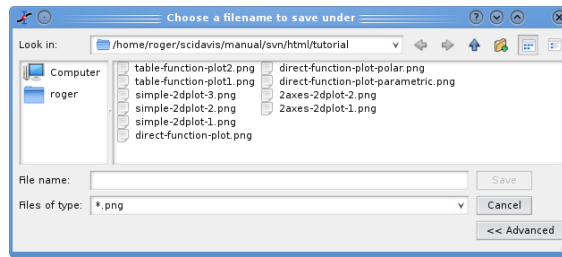 Choose a filename to save under
Look in: /home/roger/scidavis/manual/svn/html/tutorial
Computer
roger
table-function-plot2.png
table-function-plot1.png
simple-2dplot-3.png
simple-2dplot-2.png
simple-2dplot-1.png
direct-function-plot.png
direct-function-plot-polar.png
direct-function-plot-parametric.png
2axes-2dplot-2.png
2axes-2dplot-1.png
File name: Save
Files of type: *.png Cancel
<< Advanced